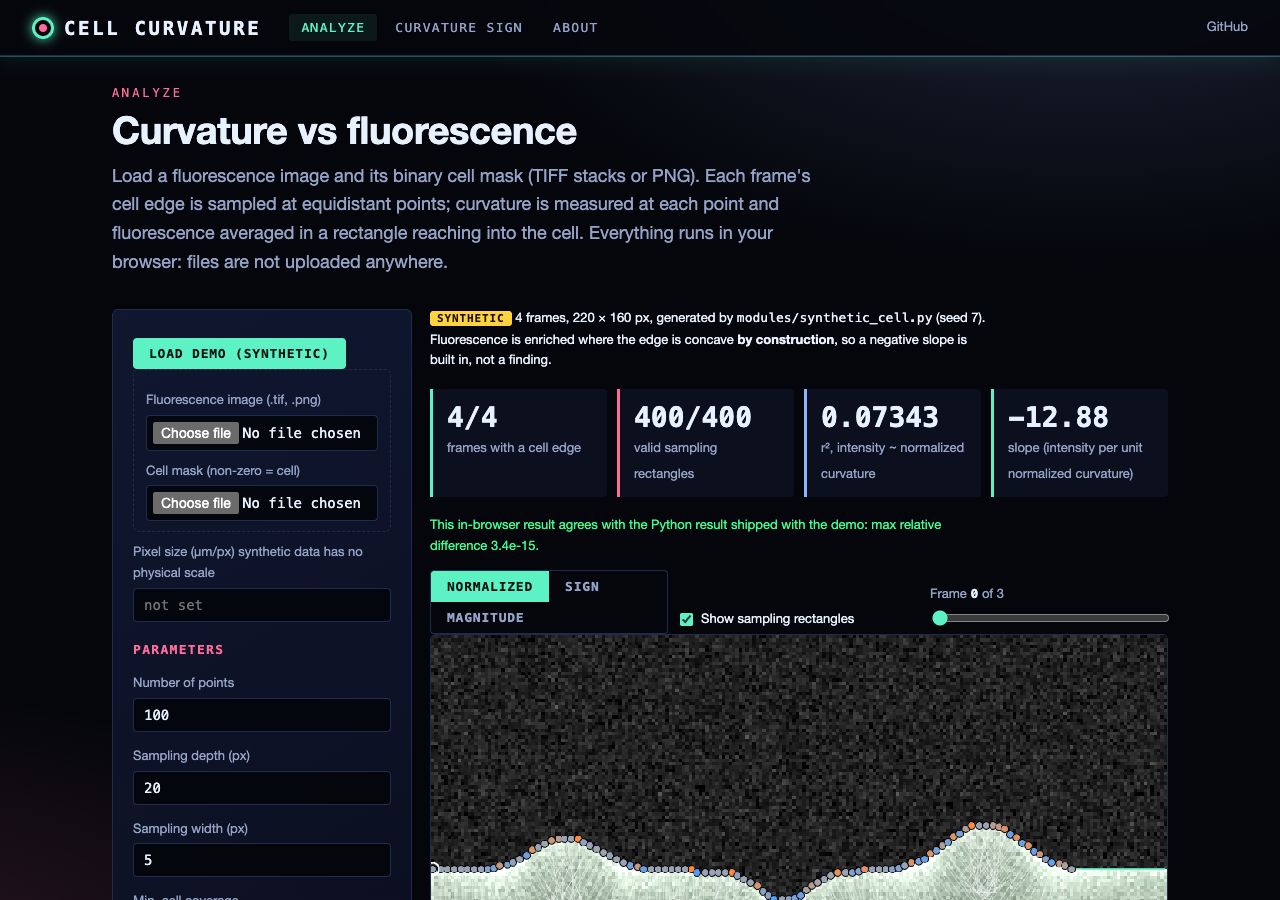 CELL CURVATURE
ANALYZE
CURVATURE SIGN
ABOUT
GitHub
ANALYZE
Curvature vs fluorescence
Load a fluorescence image and its binary cell mask (TIFF stacks or PNG). Each frame's
cell edge is sampled at equidistant points; curvature is measured at each point and
fluorescence averaged in a rectangle reaching into the cell. Everything runs in your
browser: files are not uploaded anywhere.
LOAD DEMO (SYNTHETIC)
Fluorescence image (.tif, .png)
Choose file No file chosen
Cell mask (non-zero = cell)
Choose file No file chosen
Pixel size (µm/px) synthetic data has no
physical scale
not set
PARAMETERS
Number of points
100
Sampling depth (px)
20
Sampling width (px)
5
Min. cell coverage
SYNTHETIC 4 frames, 220 × 160 px, generated by modules/synthetic_cell.py (seed 7).
Fluorescence is enriched where the edge is concave by construction, so a negative slope is
built in, not a finding.
4/4
frames with a cell edge
400/400
valid sampling
rectangles
0.07343
r², intensity ~ normalized
curvature
−12.88
slope (intensity per unit
normalized curvature)
This in-browser result agrees with the Python result shipped with the demo: max relative
difference 3.4e-15.
NORMALIZED
SIGN
MAGNITUDE
Show sampling rectangles
Frame 0 of 3